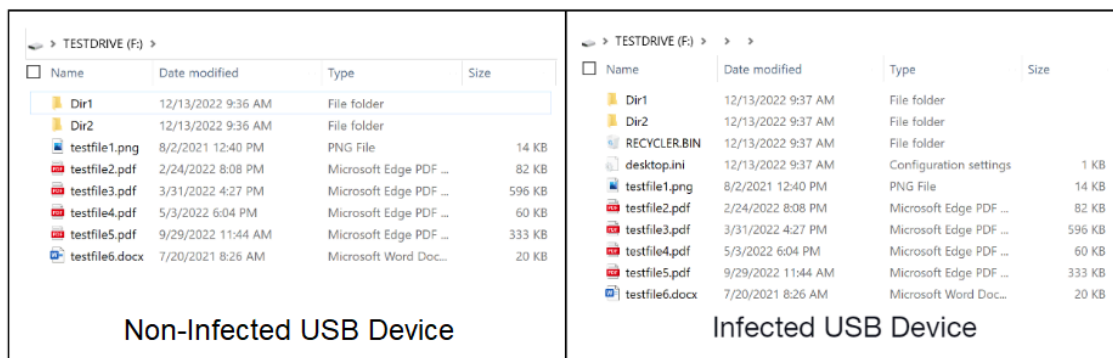 TESTDRIVE (F:)
Name Date modified Type Size
Dir1 12/13/2022 9:36 AM File folder
Dir2 12/13/2022 9:36 AM File folder
testfile1.png 8/2/2021 12:40 PM PNG File 14 KB
testfile2.pdf 2/24/2022 8:08 PM Microsoft Edge PDF ... 82 KB
testfile3.pdf 3/31/2022 4:27 PM Microsoft Edge PDF ... 596 KB
testfile4.pdf 5/3/2022 6:04 PM Microsoft Edge PDF ... 60 KB
testfile5.pdf 9/29/2022 11:44 AM Microsoft Edge PDF ... 333 KB
testfile6.docx 7/20/2021 8:26 AM Microsoft Word Doc... 20 KB
Non-Infected USB Device
TESTDRIVE (F:)
Name Date modified Type Size
Dir1 12/13/2022 9:37 AM File folder
Dir2 12/13/2022 9:37 AM File folder
RECYCLER.BIN 12/13/2022 9:37 AM File folder
desktop.ini 12/13/2022 9:37 AM Configuration settings 1 KB
testfile1.png 8/2/2021 12:40 PM PNG File 14 KB
testfile2.pdf 2/24/2022 8:08 PM Microsoft Edge PDF ... 82 KB
testfile3.pdf 3/31/2022 4:27 PM Microsoft Edge PDF ... 596 KB
testfile4.pdf 5/3/2022 6:04 PM Microsoft Edge PDF ... 60 KB
testfile5.pdf 9/29/2022 11:44 AM Microsoft Edge PDF ... 333 KB
testfile6.docx 7/20/2021 8:26 AM Microsoft Word Doc... 20 KB
Infected USB Device